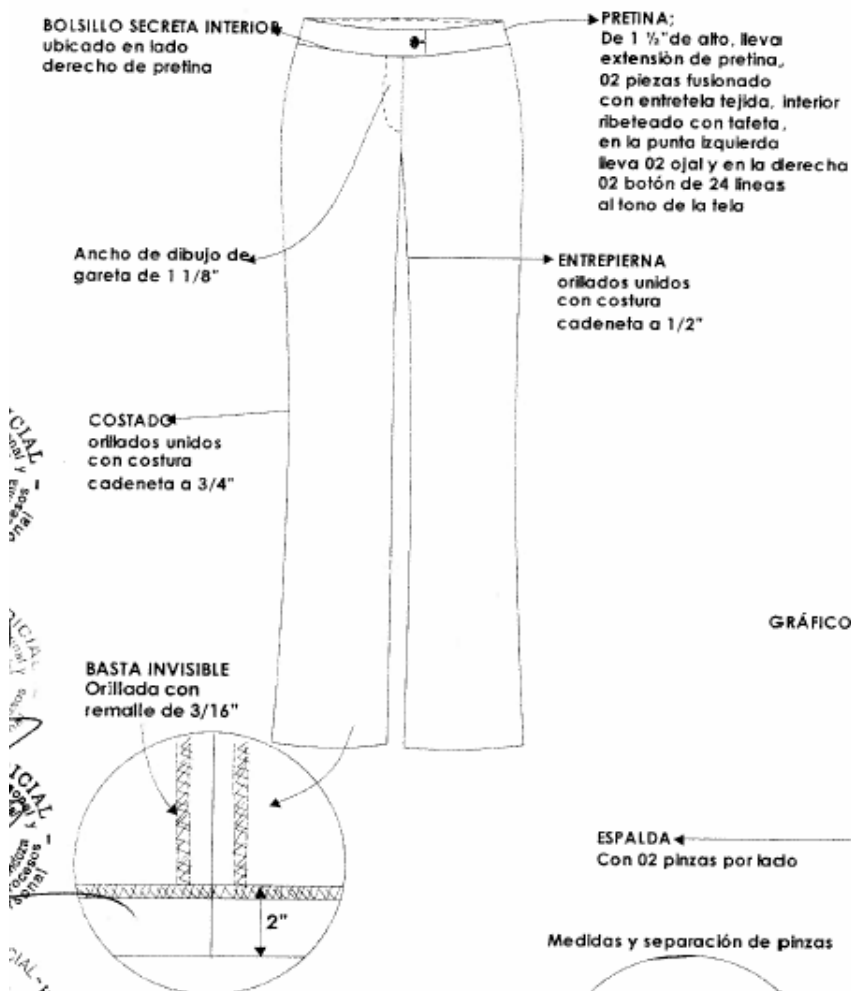 BOLSILLO SECRETA INTERIOR
ubicado en lado
derecho de pretina
PRETINA;
De 1 ½" de alto, lleva
extensiòn de pretina,
02 piezas fusionado
con entretela tejida, interior
ribeteado con tafeta,
en la punta izquierda
lleva 02 ojal y en la derecha
02 botón de 24 lineas
al tono de la tela
Ancho de dibujo de
gareta de 1 1/8"
ENTREPIERNA
orillados unidos
con costura
cadeneta a 1/2"
COSTADO
orillados unidos
con costura
cadeneta a 3/4"
GRÁFICO
BASTA INVISIBLE
Orillada con
remalle de 3/16"
2"
ESPALDA
Con 02 pinzas por lado
Medidas y separación de pinzas